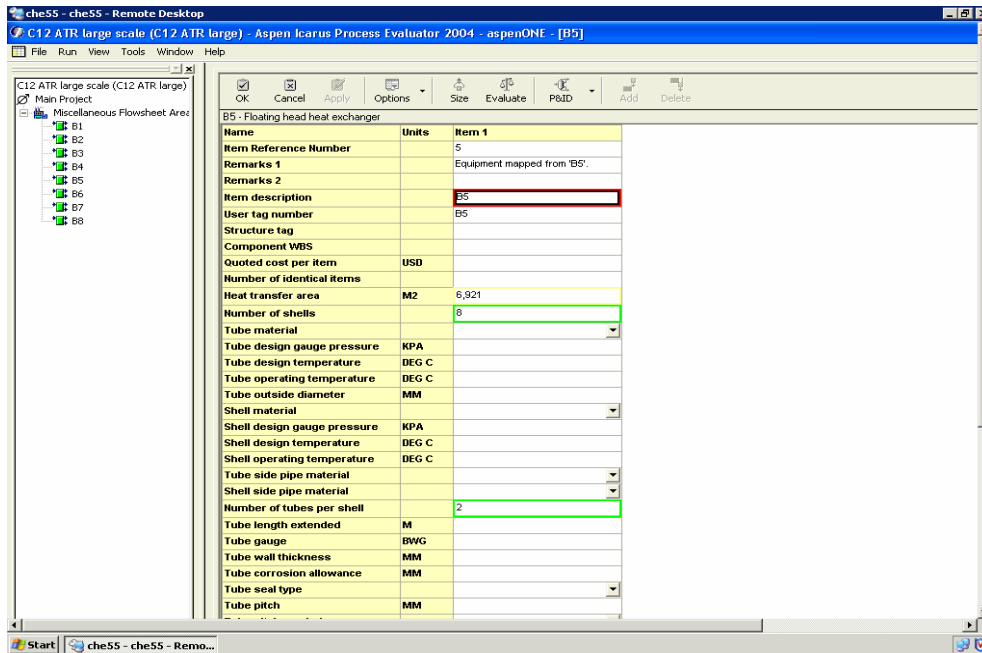 che55 - che55 - Remote Desktop
C12 ATR large scale (C12 ATR large) - Aspen Icarus Process Evaluator 2004 - aspenONE - [B5]
File Run View Tools Window Help
C12 ATR large scale (C12 ATR large)
Main Project
Miscellaneous Flowsheet Area
B1
B2
B3
B4
B5
B6
B7
B8
OK Cancel Apply Options Size Evaluate P&ID Add Delete
B5 - Floating head heat exchanger
Name Units Item 1
Item Reference Number 5
Remarks 1 Equipment mapped from 'B5'.
Remarks 2
Item description B5
User tag number B5
Structure tag
Component WBS
Quoted cost per item USD
Number of identical items
Heat transfer area M2 6,921
Number of shells 8
Tube material
Tube design gauge pressure KPA
Tube design temperature DEG C
Tube operating temperature DEG C
Tube outside diameter MM
Shell material
Shell design gauge pressure KPA
Shell design temperature DEG C
Shell operating temperature DEG C
Tube side pipe material
Shell side pipe material
Number of tubes per shell 2
Tube length extended M
Tube gauge BWG
Tube wall thickness MM
Tube corrosion allowance MM
Tube seal type
Tube pitch MM
Start che55 - che55 - Remo...